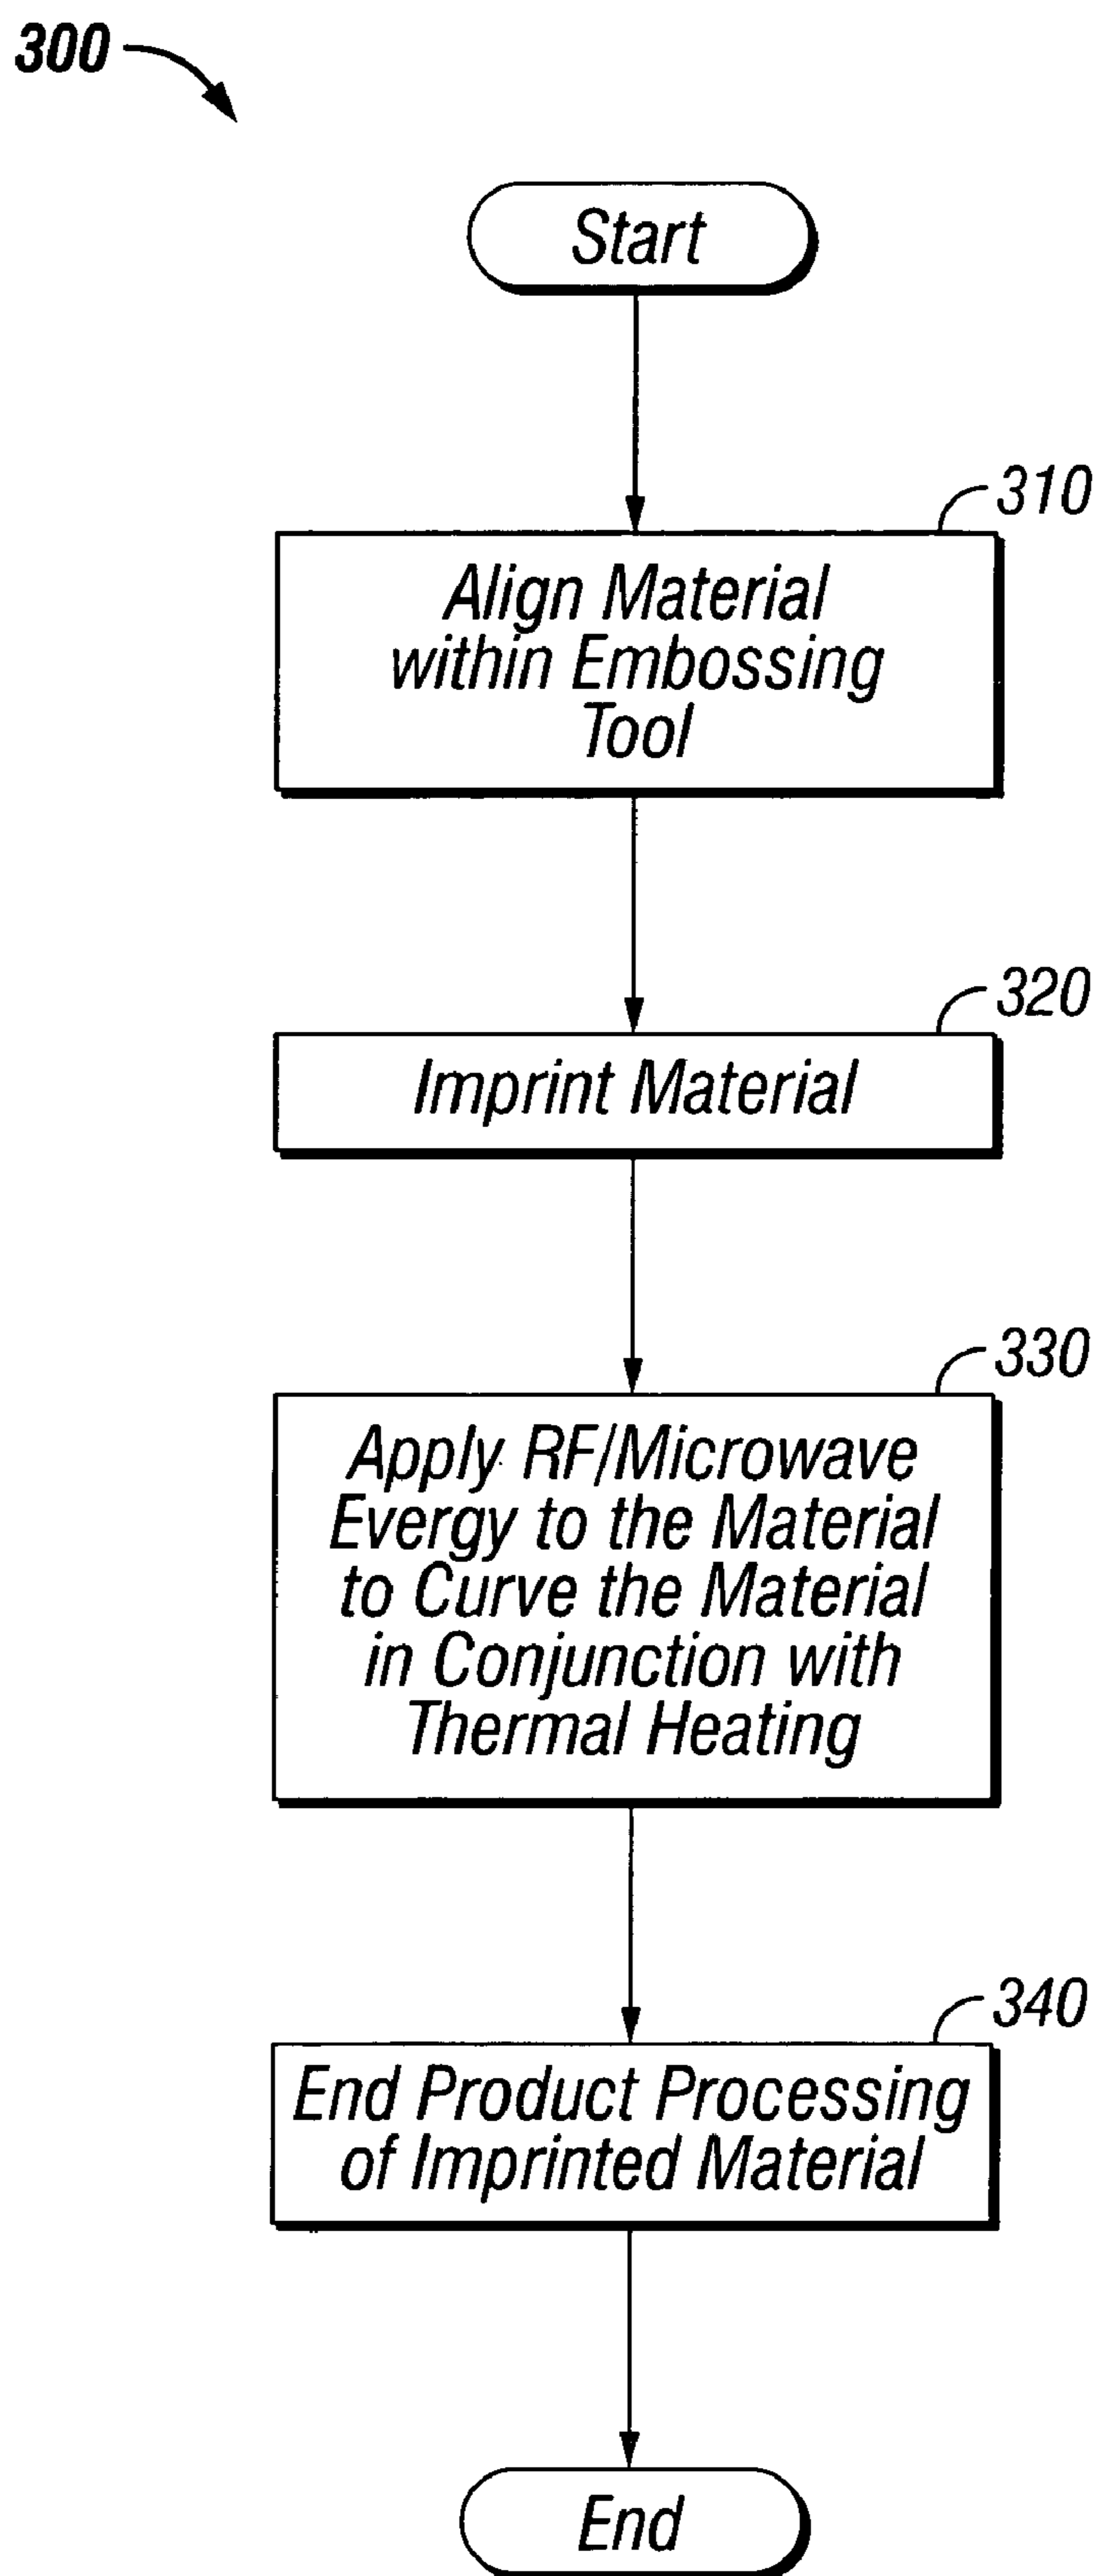 300
Start
310
Align Material
within Embossing
Tool
320
Imprint Material
330
Apply RF/Microwave
Evergy to the Material
to Curve the Material
in Conjunction with
Thermal Heating
340
End Product Processing
of Imprinted Material
End